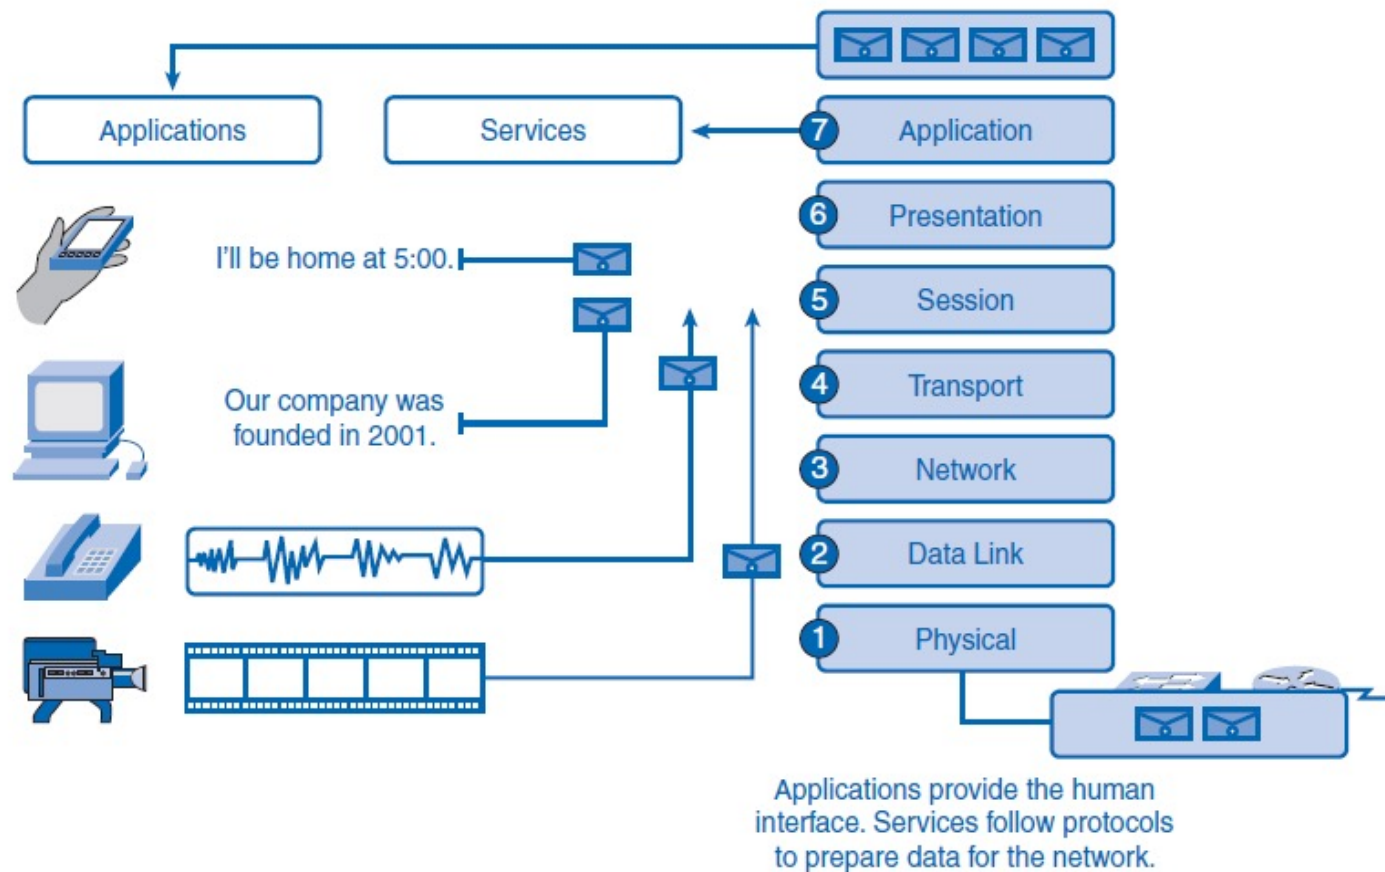 Applications
Services
7 Application
6 Presentation
5 Session
4 Transport
3 Network
2 Data Link
1 Physical
I'll be home at 5:00.
Our company was
founded in 2001.
Applications provide the human
interface. Services follow protocols
to prepare data for the network.